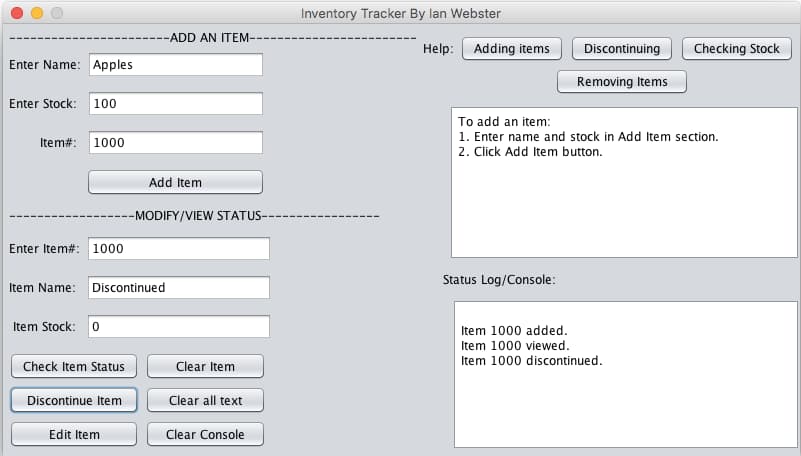 Inventory Tracker By Ian Webster
-----------------------ADD AN ITEM------------------------
Enter Name: Apples
Enter Stock: 100
Item#: 1000
Add Item
------------------MODIFY/VIEW STATUS-----------------
Enter Item#: 1000
Item Name: Discontinued
Item Stock: 0
Check Item Status Clear Item
Discontinue Item Clear all text
Edit Item Clear Console
Help: Adding items Discontinuing Checking Stock
Removing Items
To add an item:
1. Enter name and stock in Add Item section.
2. Click Add Item button.
Status Log/Console:
Item 1000 added.
Item 1000 viewed.
Item 1000 discontinued.